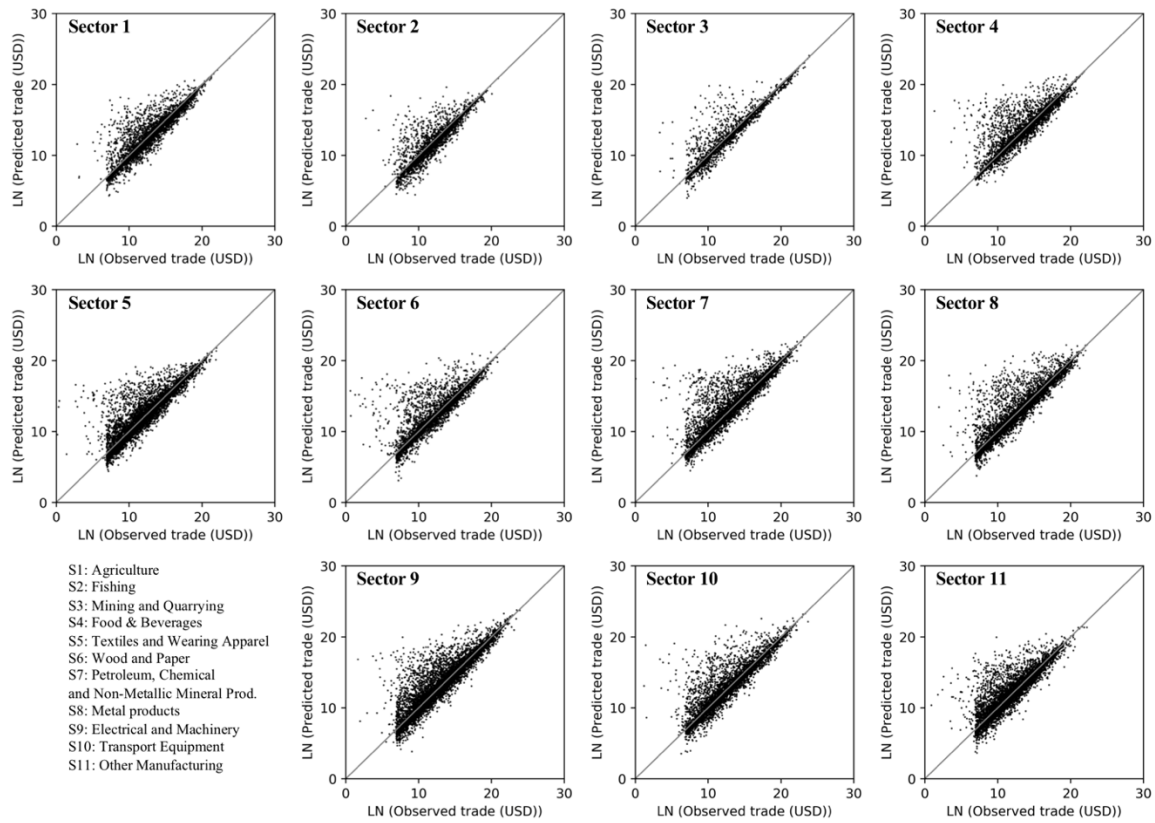 Sector 1
LN (Predicted trade (USD))
30
20
10
0
0 10 20 30
LN (Observed trade (USD))
Sector 2
LN (Predicted trade (USD))
30
20
10
0
0 10 20 30
LN (Observed trade (USD))
Sector 3
LN (Predicted trade (USD))
30
20
10
0
0 10 20 30
LN (Observed trade (USD))
Sector 4
LN (Predicted trade (USD))
30
20
10
0
0 10 20 30
LN (Observed trade (USD))
Sector 5
LN (Predicted trade (USD))
30
20
10
0
0 10 20 30
LN (Observed trade (USD))
Sector 6
LN (Predicted trade (USD))
30
20
10
0
0 10 20 30
LN (Observed trade (USD))
Sector 7
LN (Predicted trade (USD))
30
20
10
0
0 10 20 30
LN (Observed trade (USD))
Sector 8
LN (Predicted trade (USD))
30
20
10
0
0 10 20 30
LN (Observed trade (USD))
S1: Agriculture
S2: Fishing
S3: Mining and Quarrying
S4: Food & Beverages
S5: Textiles and Wearing Apparel
S6: Wood and Paper
S7: Petroleum, Chemical
and Non-Metallic Mineral Prod.
S8: Metal products
S9: Electrical and Machinery
S10: Transport Equipment
S11: Other Manufacturing
Sector 9
LN (Predicted trade (USD))
30
20
10
0
0 10 20 30
LN (Observed trade (USD))
Sector 10
LN (Predicted trade (USD))
30
20
10
0
0 10 20 30
LN (Observed trade (USD))
Sector 11
LN (Predicted trade (USD))
30
20
10
0
0 10 20 30
LN (Observed trade (USD))